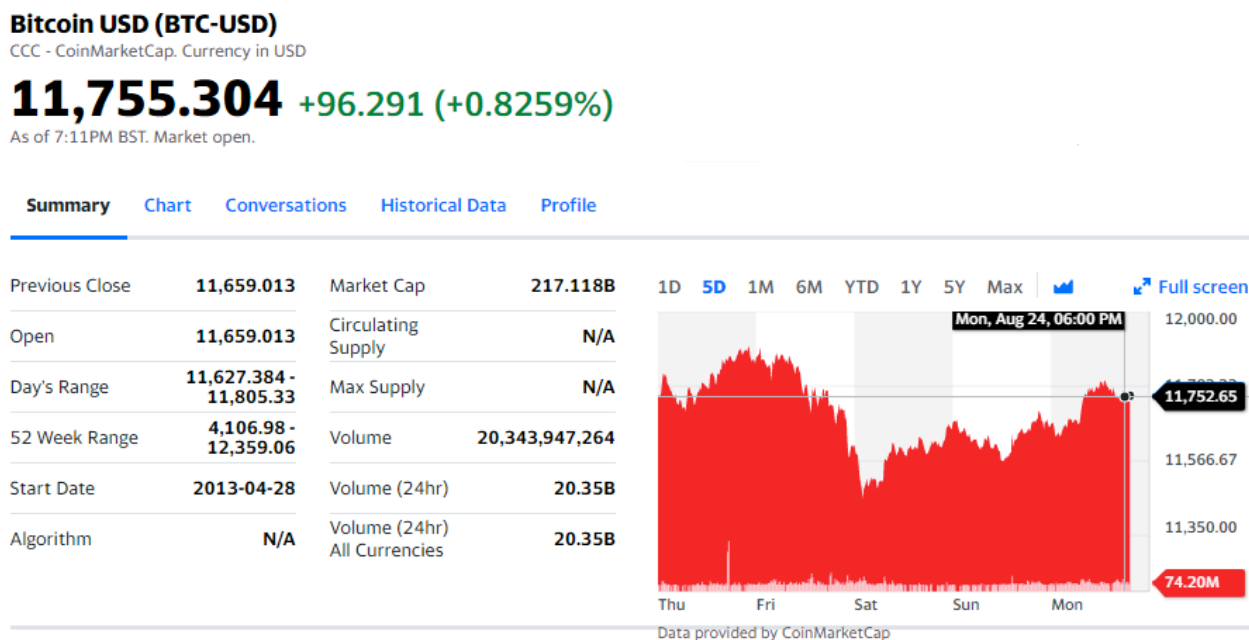 Bitcoin USD (BTC-USD)
CCC - CoinMarketCap. Currency in USD
11,755.304 +96.291 (+0.8259%)
As of 7:11PM BST. Market open.
Summary Chart Conversations Historical Data Profile
Previous Close 11,659.013
Open 11,659.013
Day's Range 11,627.384 -
11,805.33
52 Week Range 4,106.98 -
12,359.06
Start Date 2013-04-28
Algorithm N/A
Market Cap 217.118B
Circulating
Supply N/A
Max Supply N/A
Volume 20,343,947,264
Volume (24hr) 20.35B
Volume (24hr)
All Currencies 20.35B
1D 5D 1M 6M YTD 1Y 5Y Max Full screen
Mon, Aug 24, 06:00 PM
12,000.00
11,752.65
11,566.67
11,350.00
74.20M
Thu Fri Sat Sun Mon
Data provided by CoinMarketCap